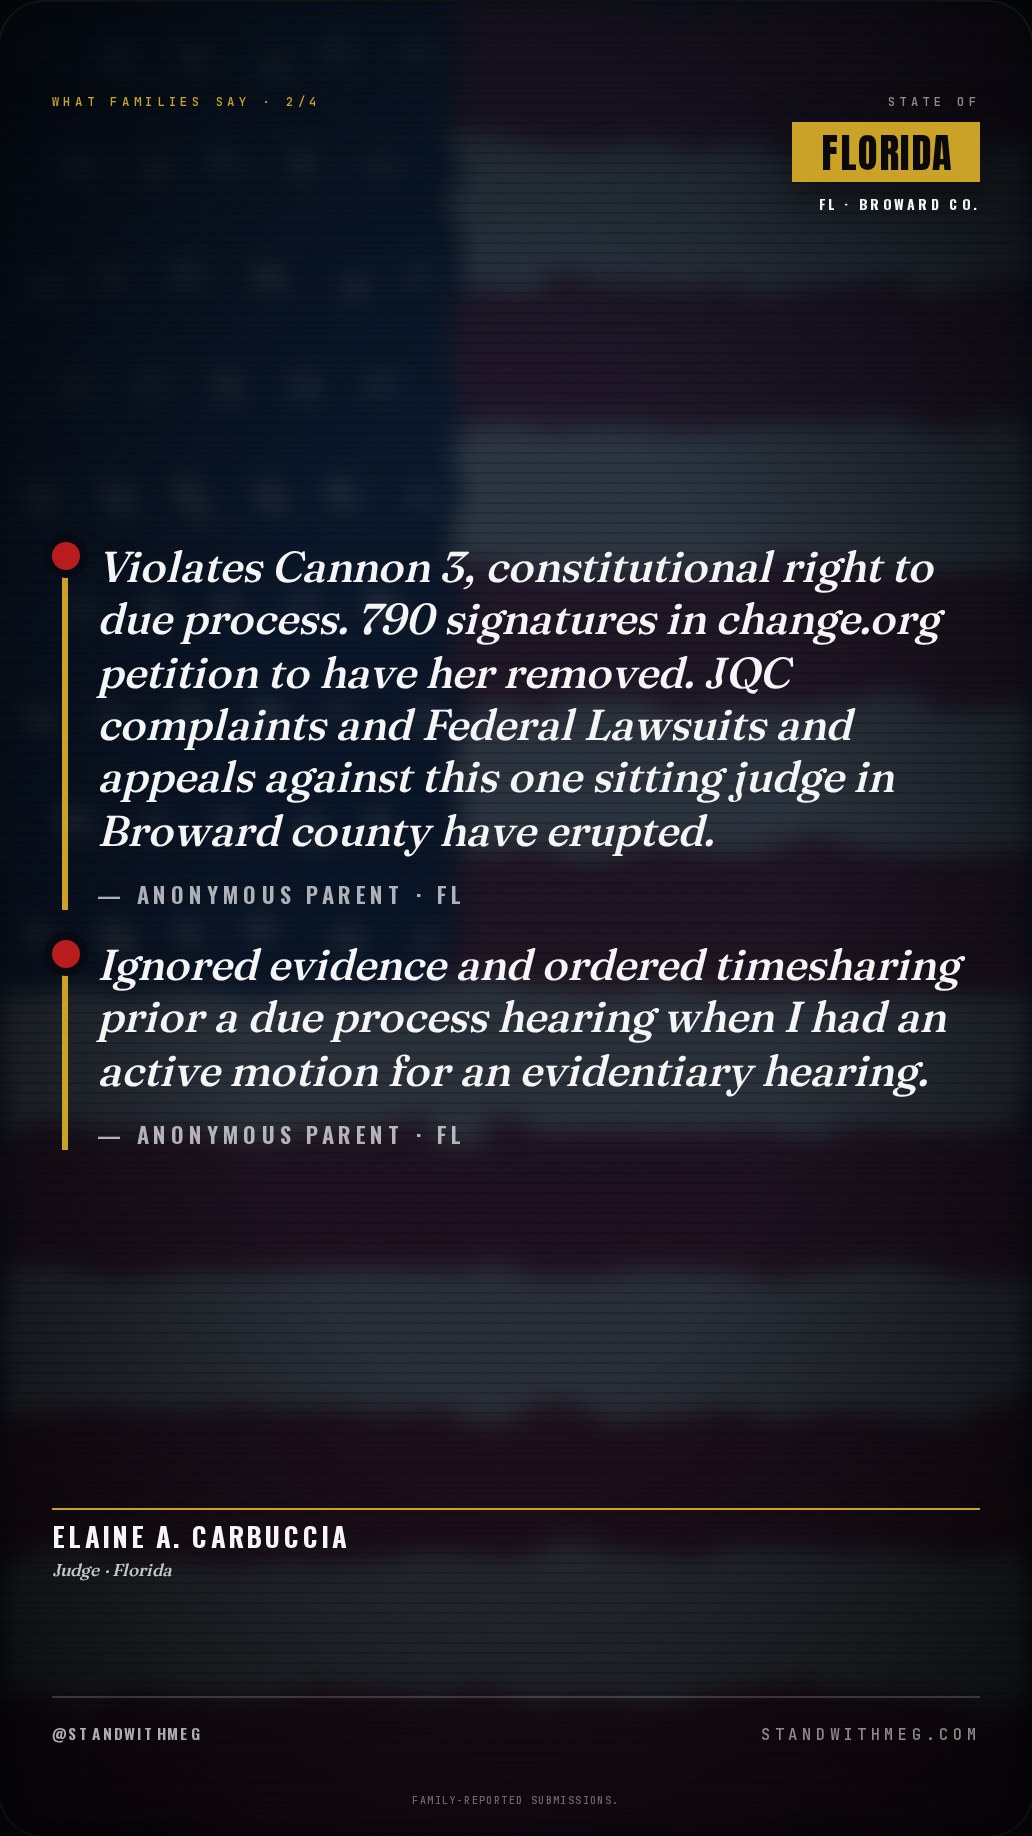 WHAT FAMILIES SAY · 2/4
STATE OF
FLORIDA
FL · BROWARD CO.
Violates Cannon 3, constitutional right to
due process. 790 signatures in change.org
petition to have her removed. JQC
complaints and Federal Lawsuits and
appeals against this one sitting judge in
Broward county have erupted.
— ANONYMOUS PARENT · FL
Ignored evidence and ordered timesharing
prior a due process hearing when I had an
active motion for an evidentiary hearing.
— ANONYMOUS PARENT · FL
ELAINE A. CARBUCCIA
Judge · Florida
@STANDWITHMEG
STANDWITHMEG.COM
FAMILY-REPORTED SUBMISSIONS.